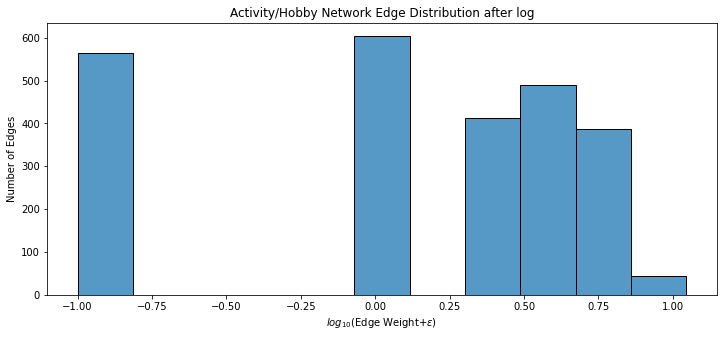 Activity/Hobby Network Edge Distribution after log
Number of Edges
600
500
400
300
200
100
0
−1.00 −0.75 −0.50 −0.25 0.00 0.25 0.50 0.75 1.00
log₁₀(Edge Weight+ε)